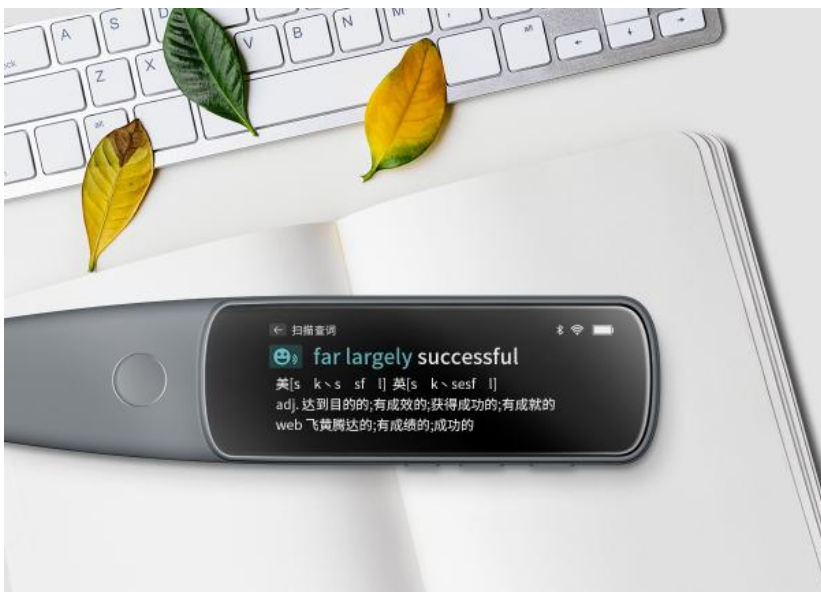 A S D
Z X V B N M
alt alt
← 扫描查词
far largely successful
美[s k丶s sf l] 英[s k丶sesf l]
adj. 达到目的的;有成效的;获得成功的;有成就的
web 飞黄腾达的;有成绩的;成功的